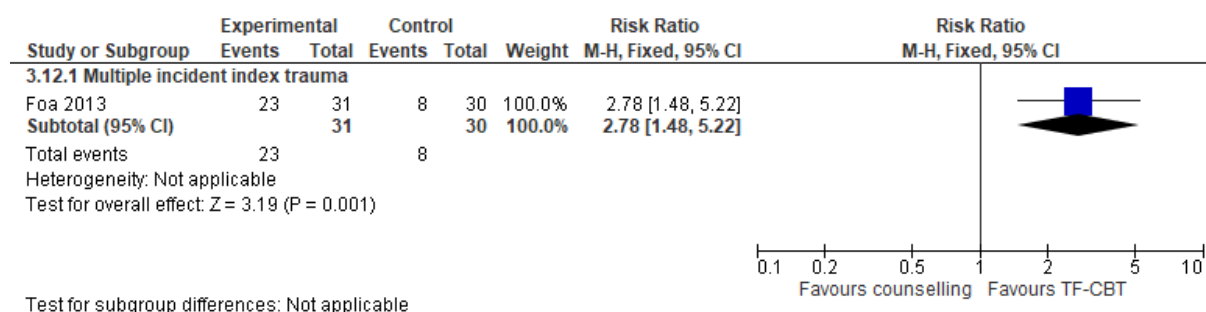 Experimental Control Risk Ratio Risk Ratio
Study or Subgroup Events Total Events Total Weight M-H, Fixed, 95% CI M-H, Fixed, 95% CI
3.12.1 Multiple incident index trauma
Foa 2013 23 31 8 30 100.0% 2.78 [1.48, 5.22]
Subtotal (95% CI) 31 30 100.0% 2.78 [1.48, 5.22]
Total events 23 8
Heterogeneity: Not applicable
Test for overall effect: Z = 3.19 (P = 0.001)
0.1 0.2 0.5 1 2 5 10
Favours counselling Favours TF-CBT
Test for subgroup differences: Not applicable